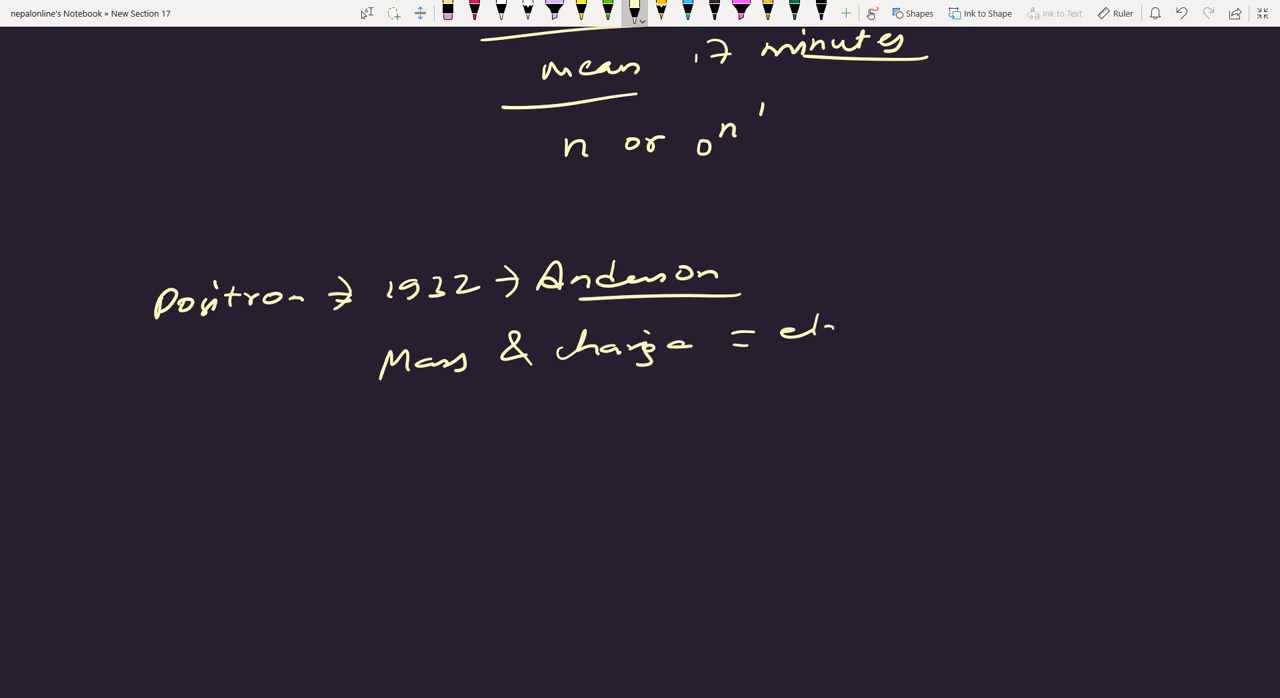 nepalonline's Notebook » New Section 17
Shapes Ink to Shape Ink to Text Ruler
mean 17 minutes
n or 0n1
Positron → 1932 → Anderson
Mass & charge = el-